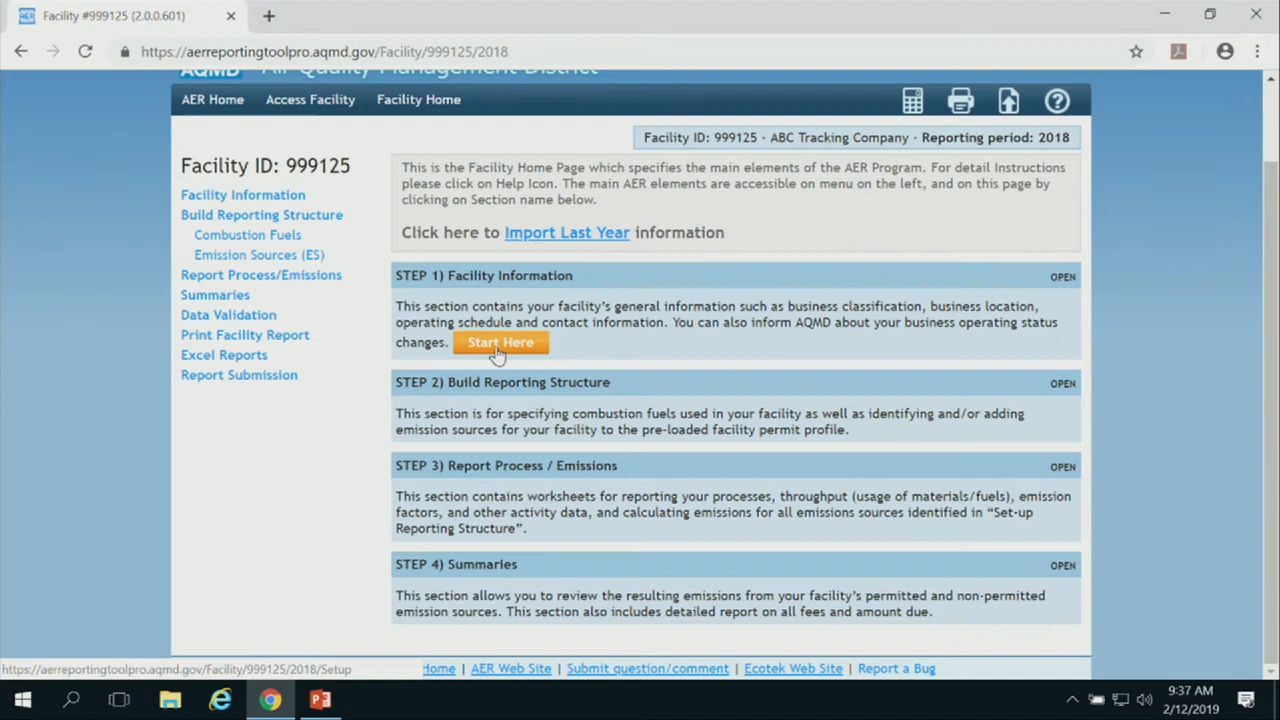 Facility #999125 (2.0.0.601)
https://aerreportingtoolpro.aqmd.gov/Facility/999125/2018
AQMD Air Quality Management District
AER Home Access Facility Facility Home
Facility ID: 999125 · ABC Tracking Company · Reporting period: 2018
Facility ID: 999125
Facility Information
Build Reporting Structure
Combustion Fuels
Emission Sources (ES)
Report Process/Emissions
Summaries
Data Validation
Print Facility Report
Excel Reports
Report Submission
This is the Facility Home Page which specifies the main elements of the AER Program. For detail Instructions
please click on Help Icon. The main AER elements are accessible on menu on the left, and on this page by
clicking on Section name below.
Click here to Import Last Year information
STEP 1) Facility Information OPEN
This section contains your facility's general information such as business classification, business location,
operating schedule and contact information. You can also inform AQMD about your business operating status
changes. Start Here
STEP 2) Build Reporting Structure OPEN
This section is for specifying combustion fuels used in your facility as well as identifying and/or adding
emission sources for your facility to the pre-loaded facility permit profile.
STEP 3) Report Process / Emissions OPEN
This section contains worksheets for reporting your processes, throughput (usage of materials/fuels), emission
factors, and other activity data, and calculating emissions for all emissions sources identified in “Set-up
Reporting Structure”.
STEP 4) Summaries OPEN
This section allows you to review the resulting emissions from your facility's permitted and non-permitted
emission sources. This section also includes detailed report on all fees and amount due.
https://aerreportingtoolpro.aqmd.gov/Facility/999125/2018/Setup
Home | AER Web Site | Submit question/comment | Ecotek Web Site | Report a Bug
9:37 AM
2/12/2019